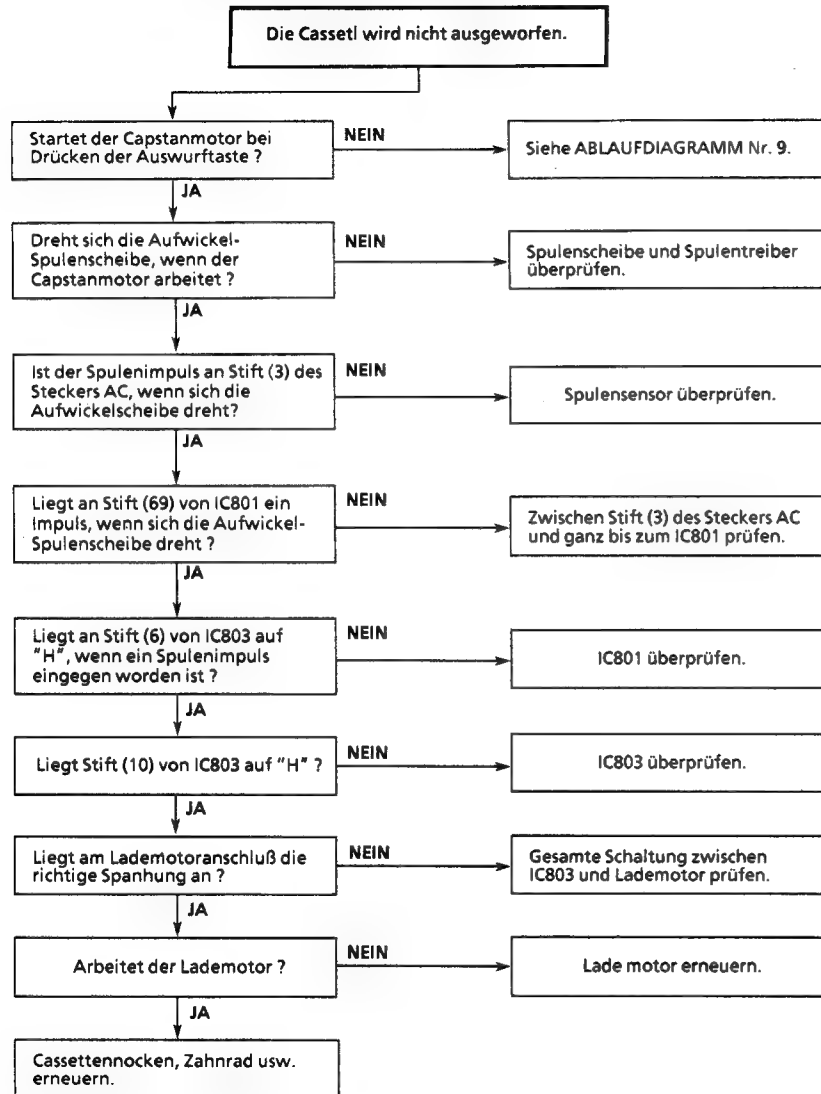 Die Cassetl wird nicht ausgeworfen.
Startet der Capstanmotor bei
Drücken der Auswurftaste ?
NEIN
Siehe ABLAUFDIAGRAMM Nr. 9.
JA
Dreht sich die Aufwickel-
Spulenscheibe, wenn der
Capstanmotor arbeitet ?
NEIN
Spulenscheibe und Spulentreiber
überprüfen.
JA
Ist der Spulenimpuls an Stift (3) des
Steckers AC, wenn sich die
Aufwickelscheibe dreht?
NEIN
Spulensensor überprüfen.
JA
Liegt an Stift (69) von IC801 ein
Impuls, wenn sich die Aufwickel-
Spulenscheibe dreht ?
NEIN
Zwischen Stift (3) des Steckers AC
und ganz bis zum IC801 prüfen.
JA
Liegt an Stift (6) von IC803 auf
"H", wenn ein Spulenimpuls
eingegen worden ist ?
NEIN
IC801 überprüfen.
JA
Liegt Stift (10) von IC803 auf "H" ?
NEIN
IC803 überprüfen.
JA
Liegt am Lademotoranschluß die
richtige Spanhung an ?
NEIN
Gesamte Schaltung zwischen
IC803 und Lademotor prüfen.
JA
Arbeitet der Lademotor ?
NEIN
Lade motor erneuern.
JA
Cassettennocken, Zahnrad usw.
erneuern.